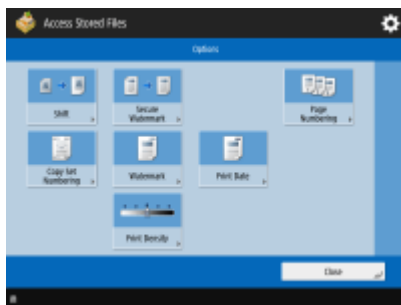 Access Stored Files
Options
Shift
Secure
Watermark
Page
Numbering
Copy Set
Numbering
Watermark
Print Date
Print Density
Close